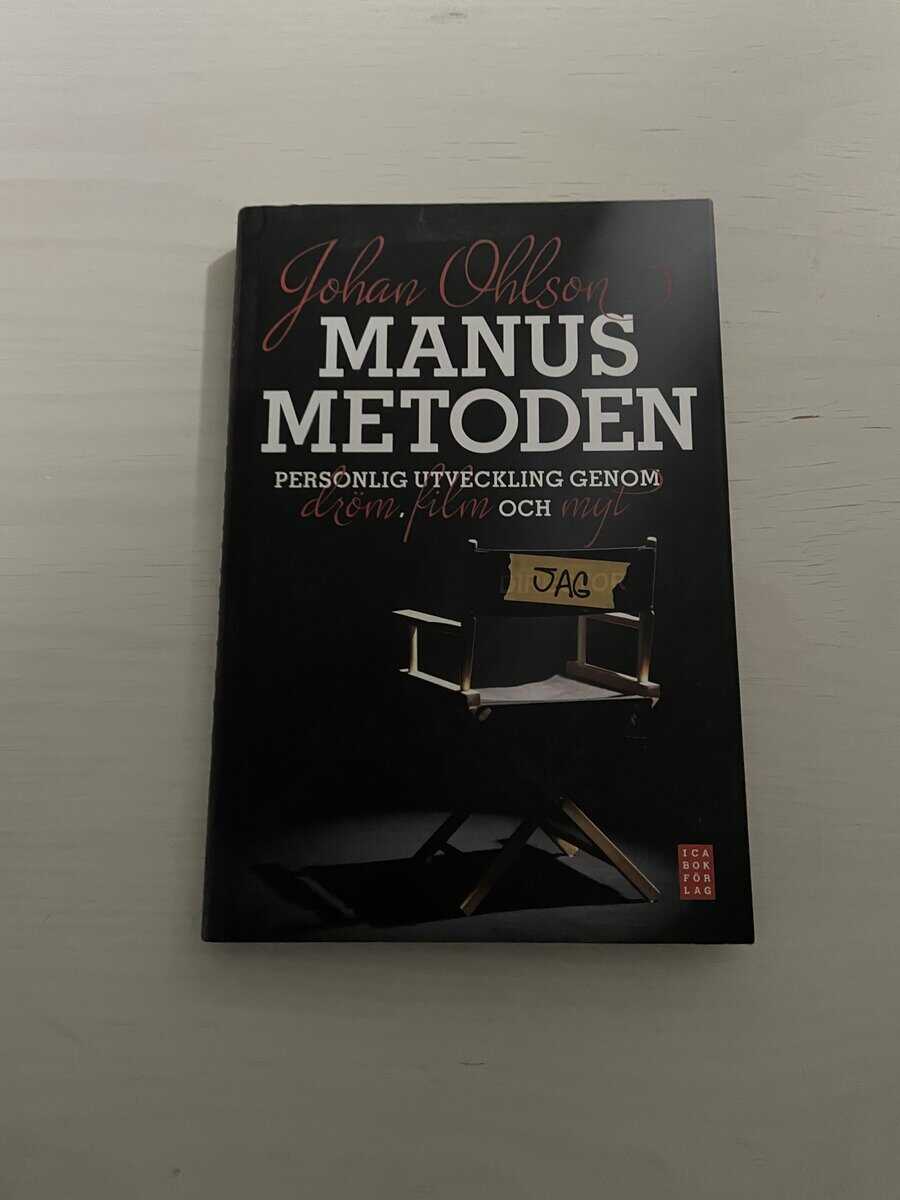 Johan Ohlson
MANUS
METODEN
PERSONLIG UTVECKLING GENOM
dröm, film OCH myt
JAG
ICA
BOK
FÖR
LAG